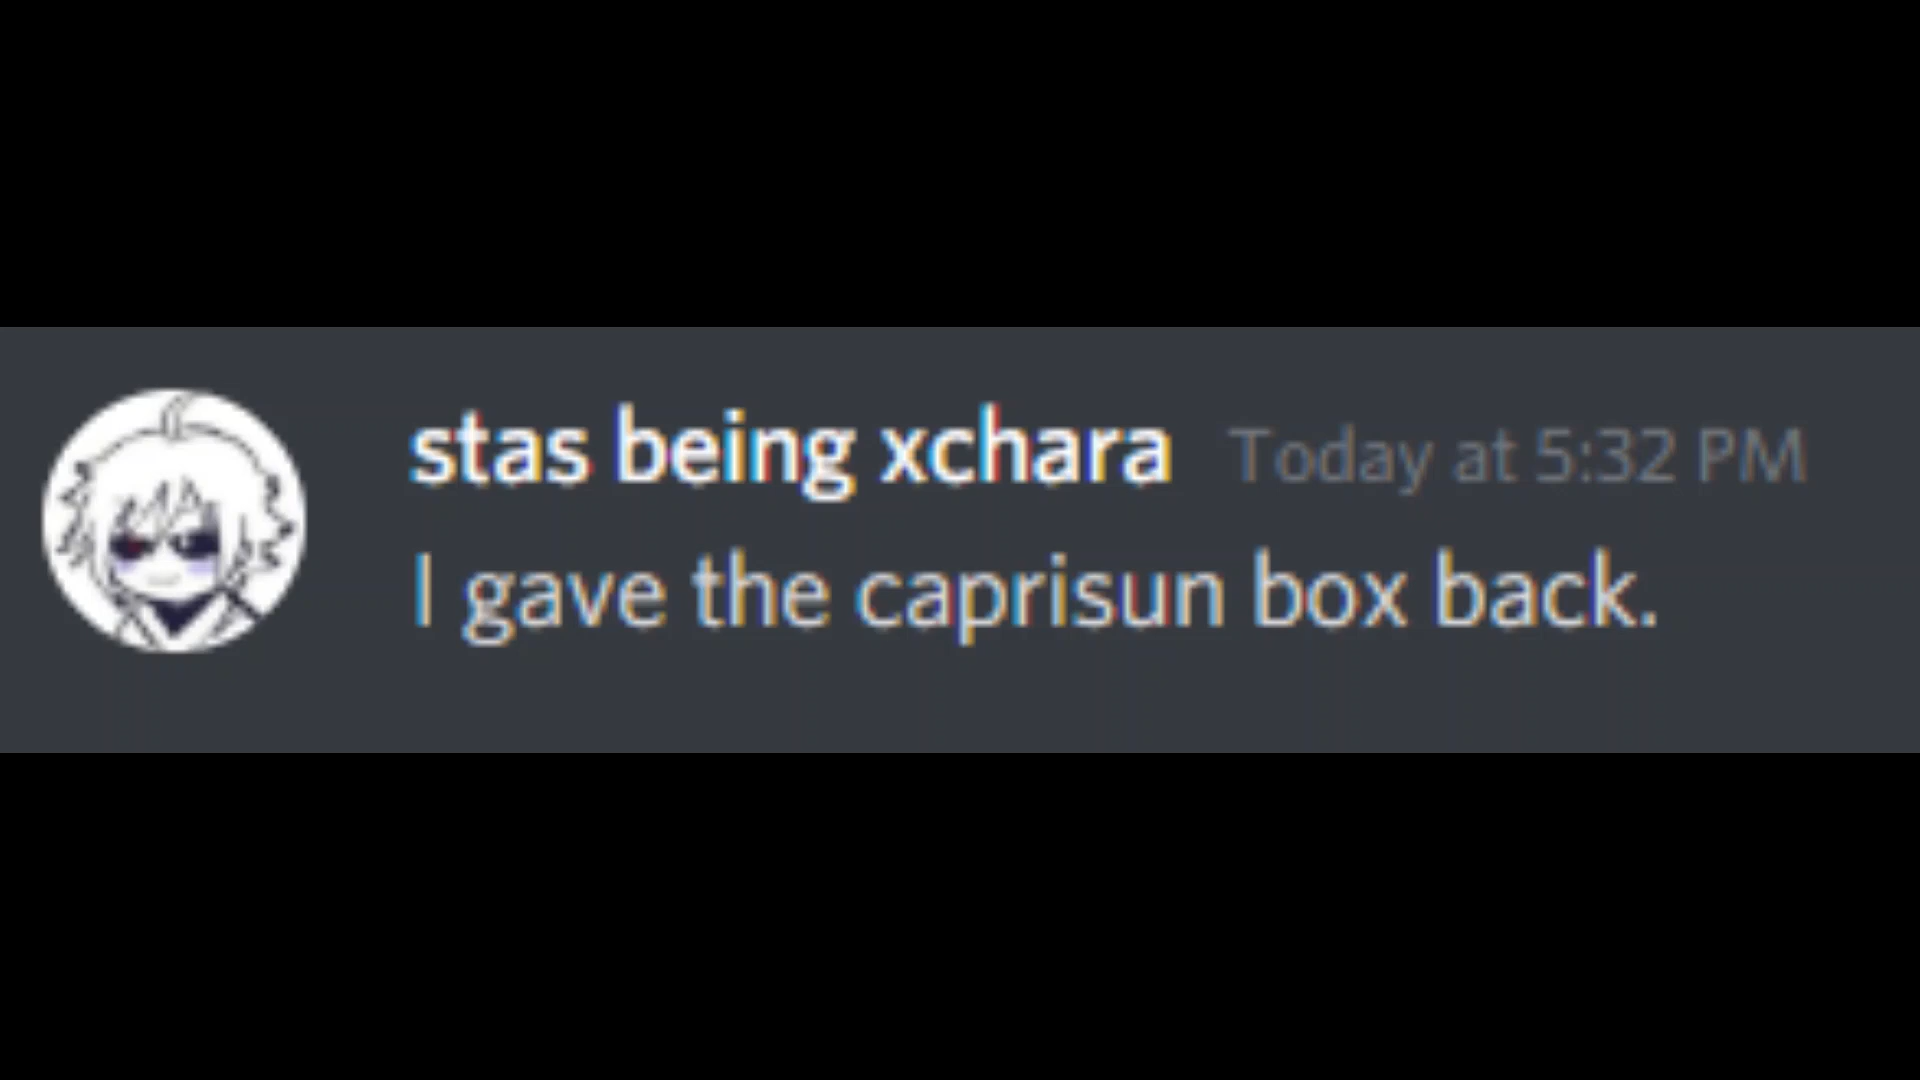 stas being xchara Today at 5:32 PM
I gave the caprisun box back.